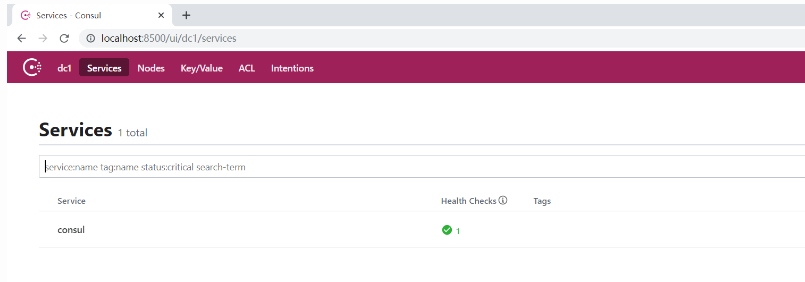 Services - Consul
localhost:8500/ui/dc1/services
dc1 Services Nodes Key/Value ACL Intentions
Services 1 total
service:name tag:name status:critical search-term
Service Health Checks Tags
consul 1